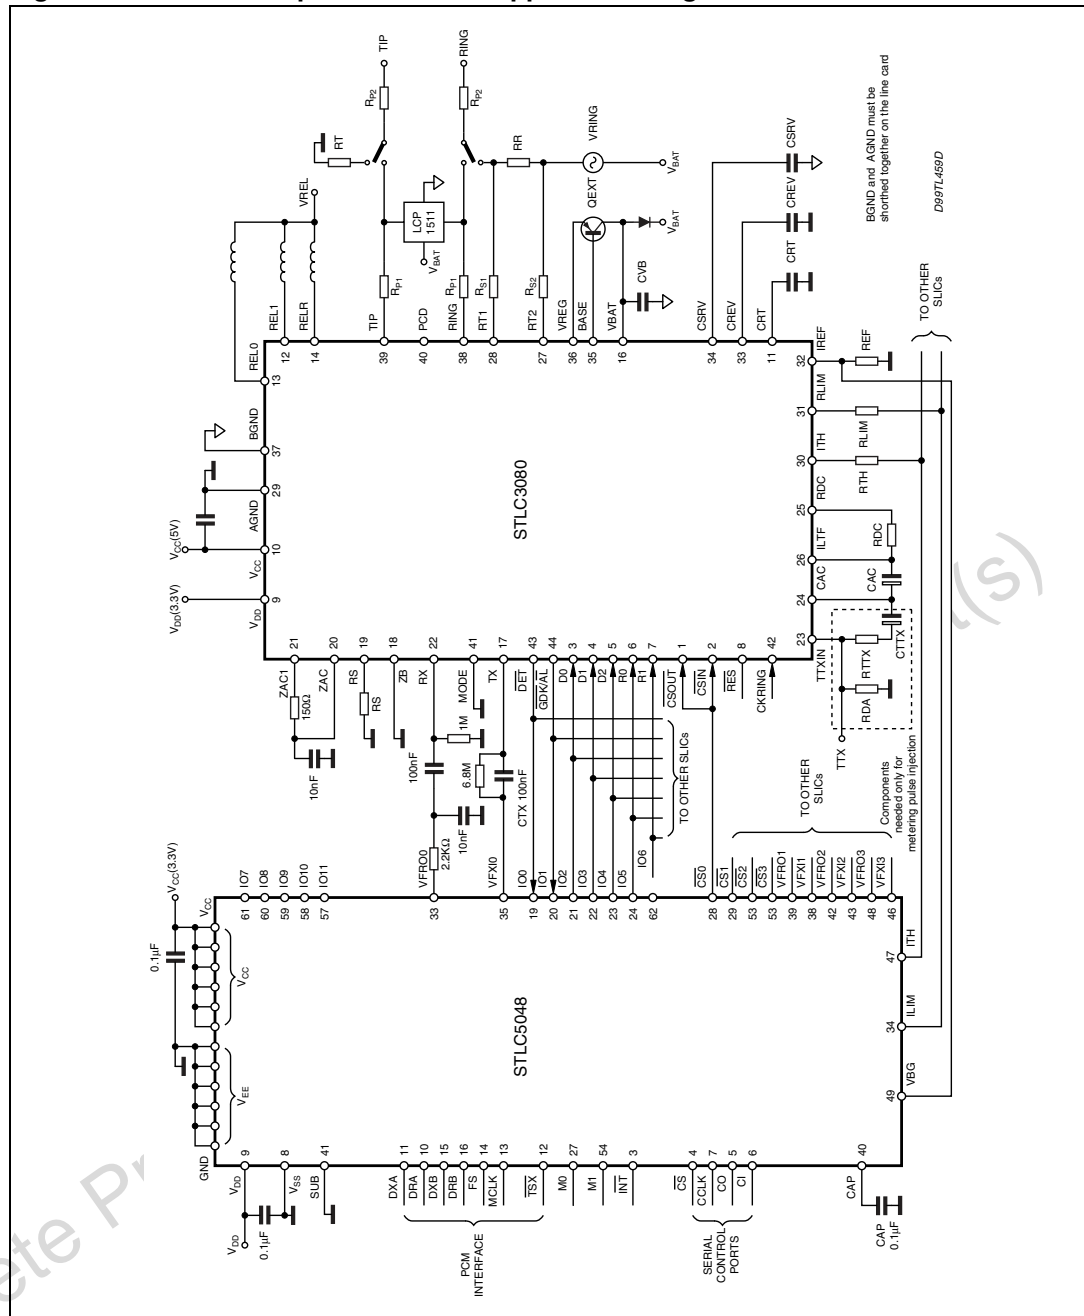 TIP
RING
RP2
RP2
RT
VREL
RR
VRING
QEXT
VBAT
LCP
1511
VBAT
VBAT
CVB
CSRV
CREV
CRT
BGND and AGND must be
shorthed together on the line card
D99TL459D
RP1
RP1
RS1
RS2
REL0
REL1
RELR
TIP
PCD
RING
RT1
RT2
VREG
BASE
VBAT
CSRV
CREV
CRT
13
12
14
39
40
38
28
27
36
35
16
34
33
11
BGND
37
29
AGND
VCC(5V)
10
VCC
VDD(3.3V)
9
VDD
STLC3080
IREF
32
REF
RLIM
31
RLIM
ITH
30
RTH
RDC
25
RDC
ILTF
26
CAC
CAC
24
23
TTXIN
CTTX
RTTX
RDA
TTX
Components
needed only for
metering pulse injection
TO OTHER
SLICs
21
20
19
18
22
41
17
43
44
3
4
5
6
7
1
2
8
42
ZAC1
ZAC
RS
ZB
RX
MODE
TX
DET
GDK/AL
D0
D1
D2
R0
R1
CSOUT
CSIN
RES
CKRING
150Ω
10nF
RS
100nF
1M
6.8M
CTX 100nF
10nF
2.2KΩ
TO OTHER SLICs
TO OTHER
SLICs
VCC(3.3V)
0.1µF
VCC
IO7
IO8
IO9
IO10
IO11
VFRO0
VFXI0
IO0
IO1
IO2
IO3
IO4
IO5
IO6
CS0
CS1
CS2
CS3
VFRO1
VFXI1
VFRO2
VFXI2
VFRO3
VFXI3
61
60
59
58
57
33
35
19
20
21
22
23
24
62
28
29
53
53
39
38
42
43
48
46
VCC
VEE
GND
STLC5048
47
ITH
34
ILIM
49
VBG
9
8
41
11
10
15
16
14
13
12
27
54
3
4
7
5
6
40
VDD
VSS
SUB
DXA
DRA
DXB
DRB
FS
MCLK
TSX
M0
M1
INT
CS
CCLK
CO
CI
CAP
VDD
0.1µF
PCM
INTERFACE
SERIAL
CONTROL
PORTS
CAP
0.1µF